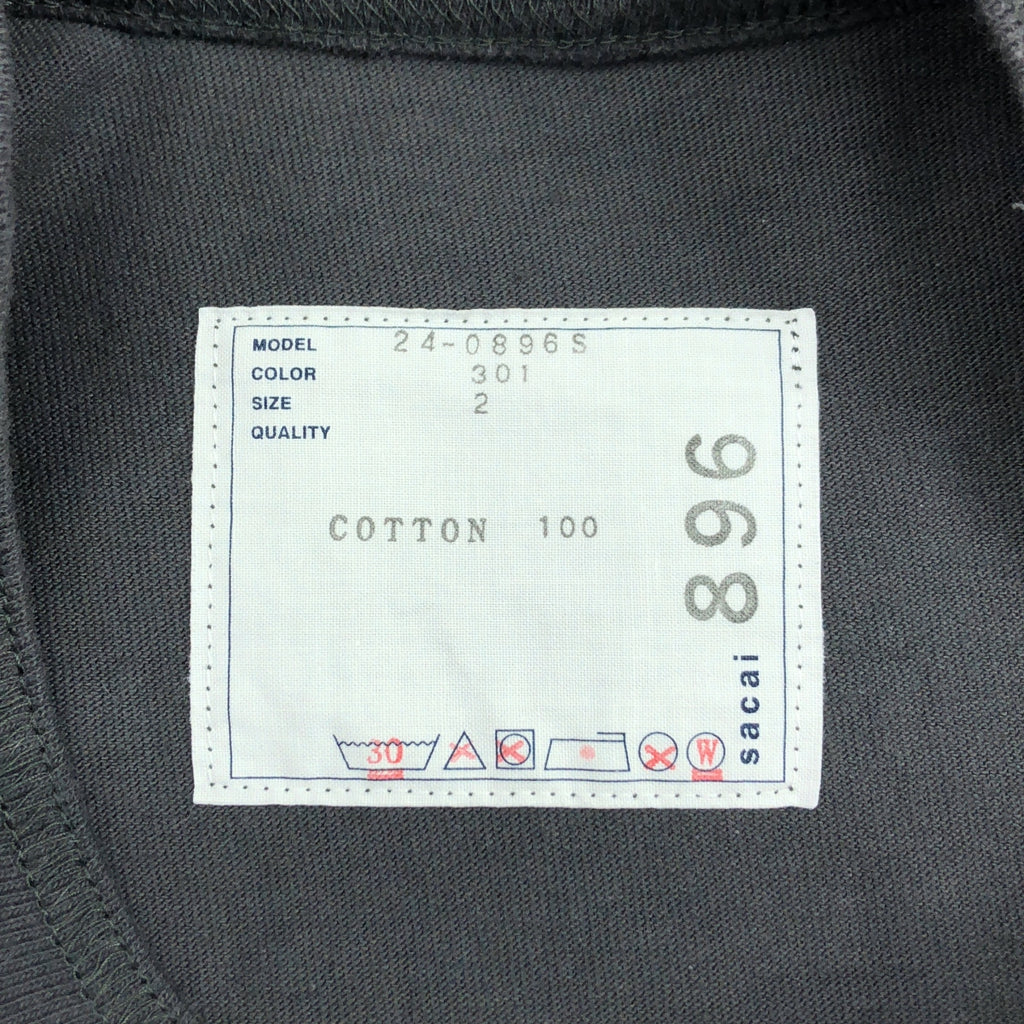 MODEL 24-0896S
COLOR 301
SIZE 2
QUALITY
COTTON 100
sacai 896
30
W